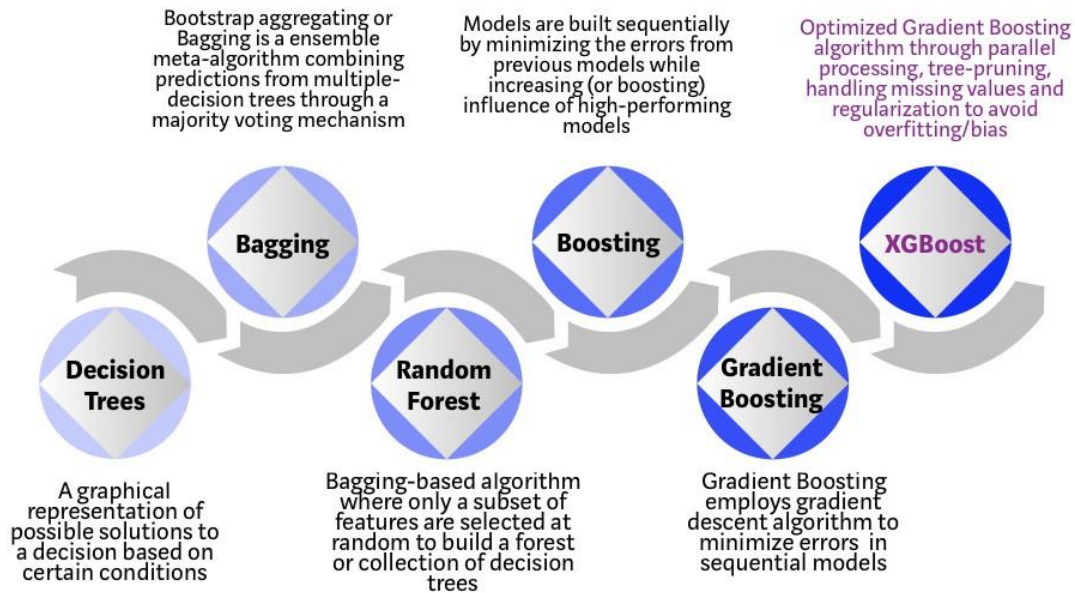 Bootstrap aggregating or
Bagging is a ensemble
meta-algorithm combining
predictions from multiple-
decision trees through a
majority voting mechanism
Models are built sequentially
by minimizing the errors from
previous models while
increasing (or boosting)
influence of high-performing
models
Optimized Gradient Boosting
algorithm through parallel
processing, tree-pruning,
handling missing values and
regularization to avoid
overfitting/bias
Bagging
Boosting
XGBoost
Decision
Trees
Random
Forest
Gradient
Boosting
A graphical
representation of
possible solutions to
a decision based on
certain conditions
Bagging-based algorithm
where only a subset of
features are selected at
random to build a forest
or collection of decision
trees
Gradient Boosting
employs gradient
descent algorithm to
minimize errors in
sequential models